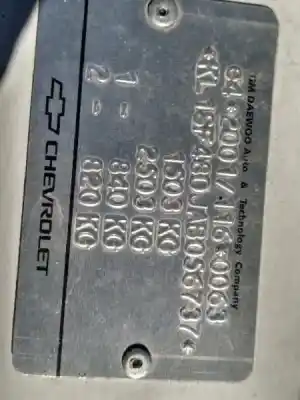 GM DAEWOO Auto & Technology Company
e4*2001/116*0063
*KL1SF48DJ
1503 KG
2503 KG
1 - 840 KG
2 - 820 KG
CHEVROLET